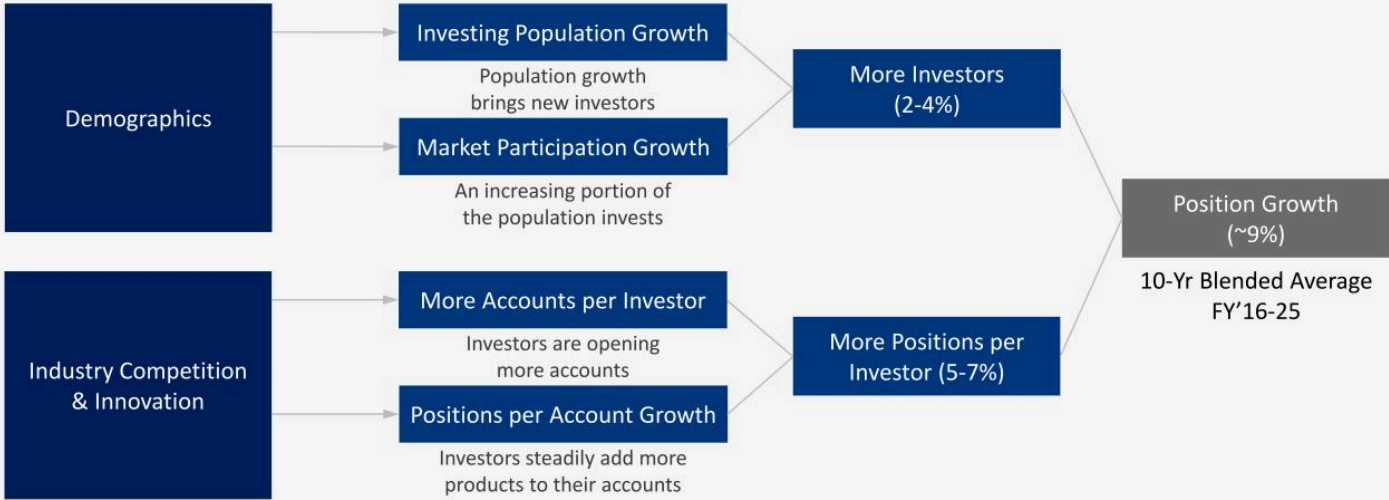 Demographics
Investing Population Growth
Population growth
brings new investors
Market Participation Growth
An increasing portion of
the population invests
More Investors
(2-4%)
Industry Competition
& Innovation
More Accounts per Investor
Investors are opening
more accounts
Positions per Account Growth
Investors steadily add more
products to their accounts
More Positions per
Investor (5-7%)
Position Growth
(~9%)
10-Yr Blended Average
FY’16-25